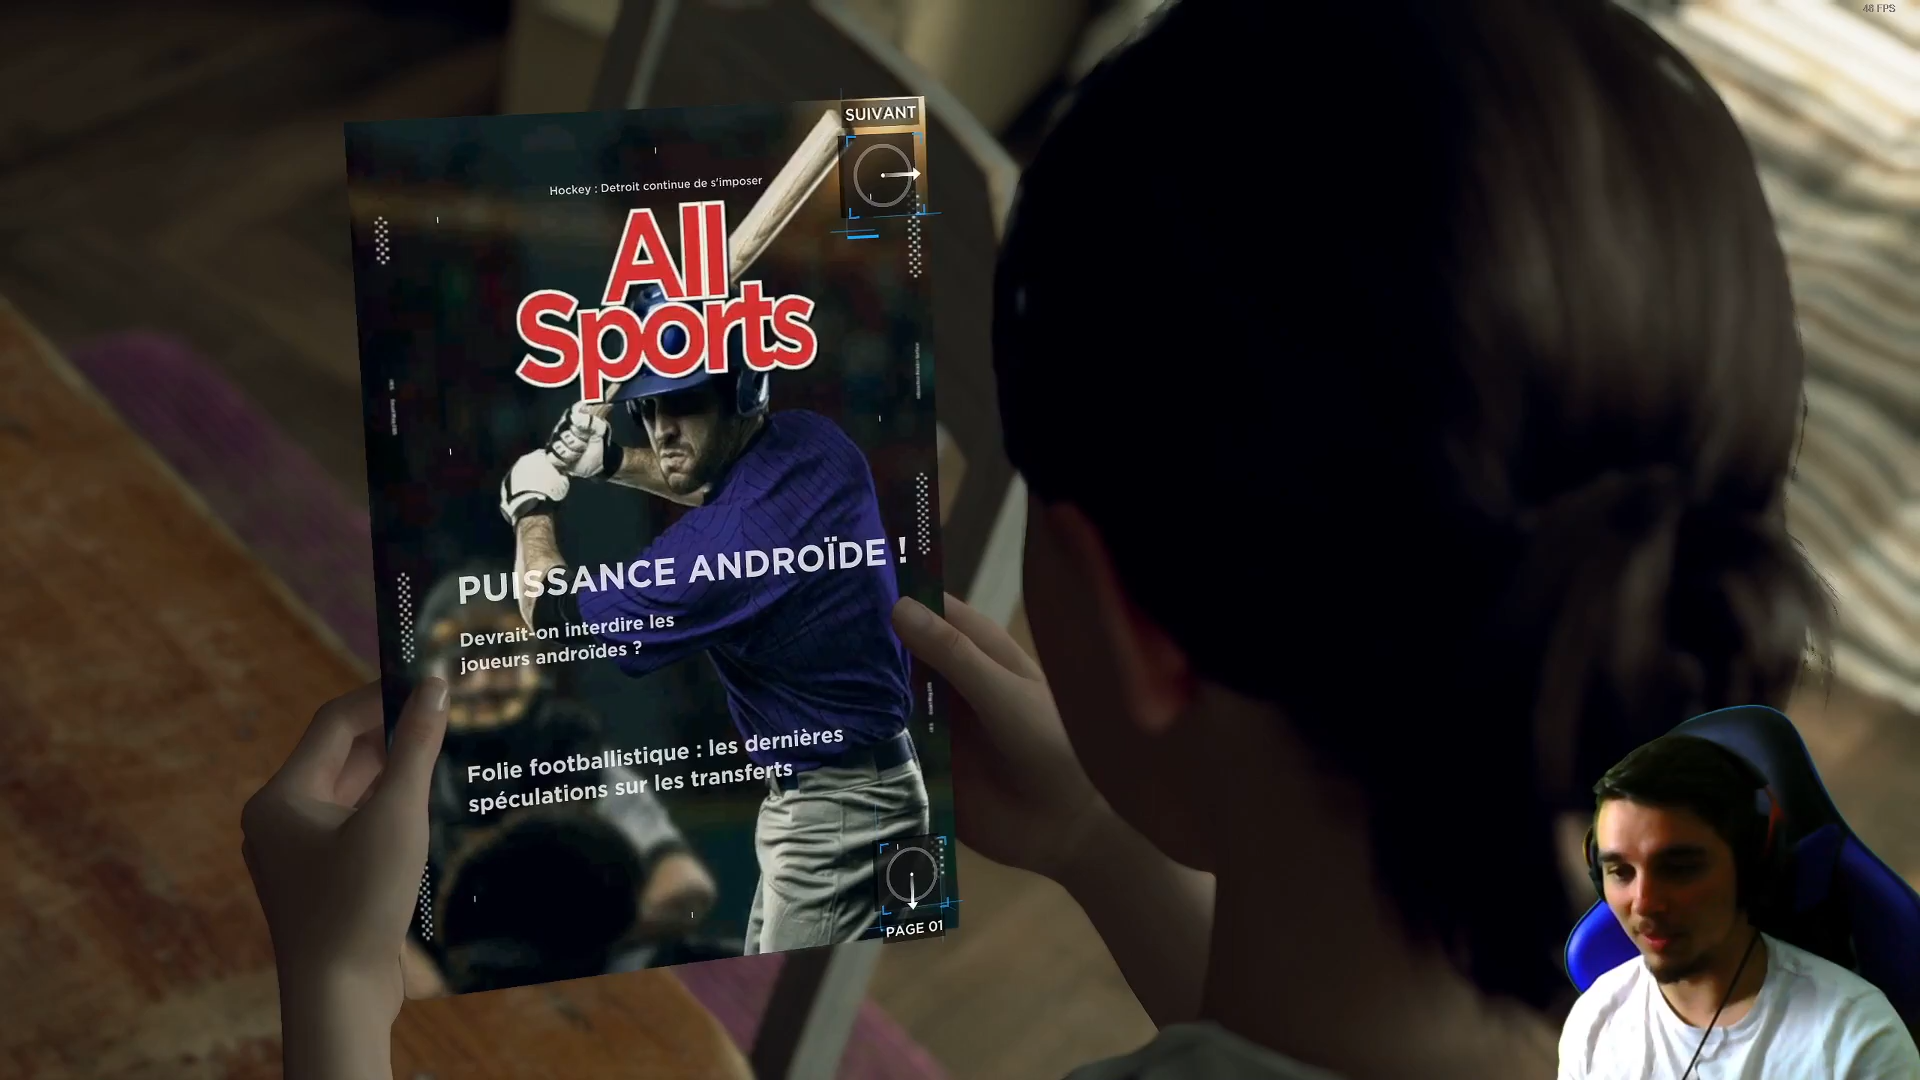 48 FPS
SUIVANT
Hockey : Detroit continue de s'imposer
All
Sports
PUISSANCE ANDROÏDE !
Devrait-on interdire les
joueurs androïdes ?
Folie footballistique : les dernières
spéculations sur les transferts
PAGE 01